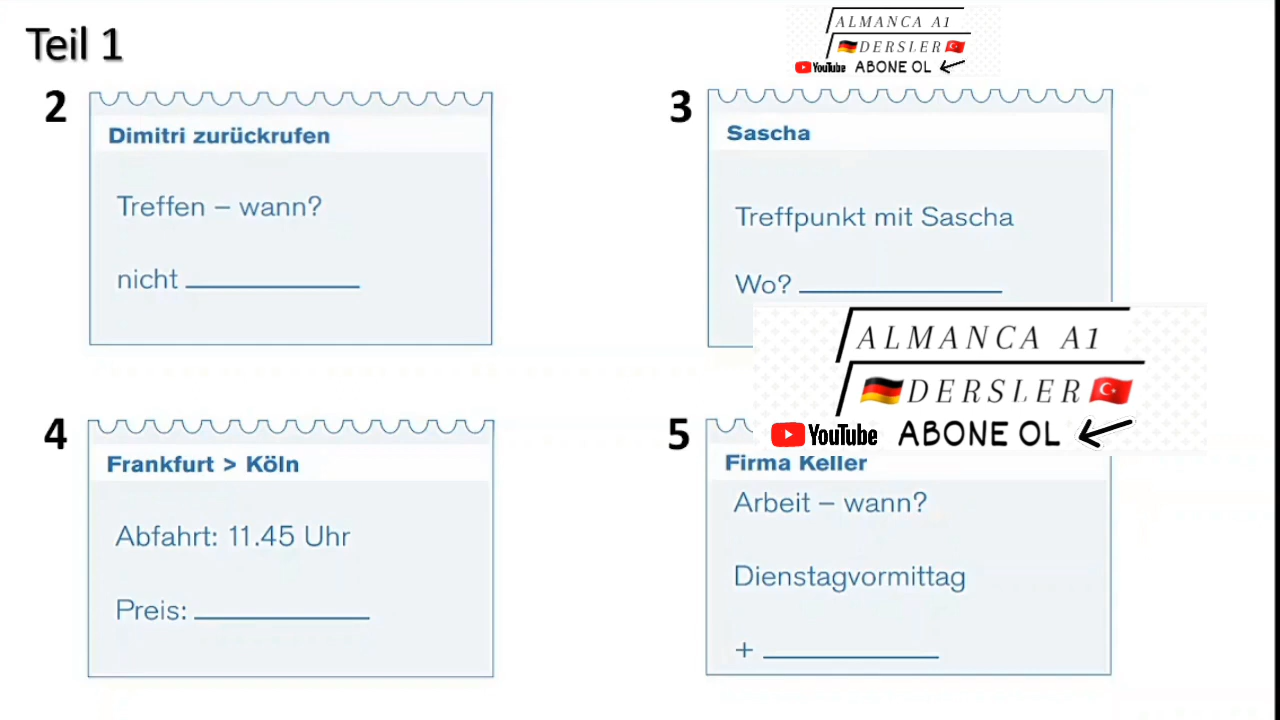 Teil 1
ALMANCA A1
DERSLER
YouTube ABONE OL
2
Dimitri zurückrufen
Treffen – wann?
nicht
3
Sascha
Treffpunkt mit Sascha
Wo?
ALMANCA A1
DERSLER
YouTube ABONE OL
4
Frankfurt > Köln
Abfahrt: 11.45 Uhr
Preis:
5
Firma Keller
Arbeit – wann?
Dienstagvormittag
+